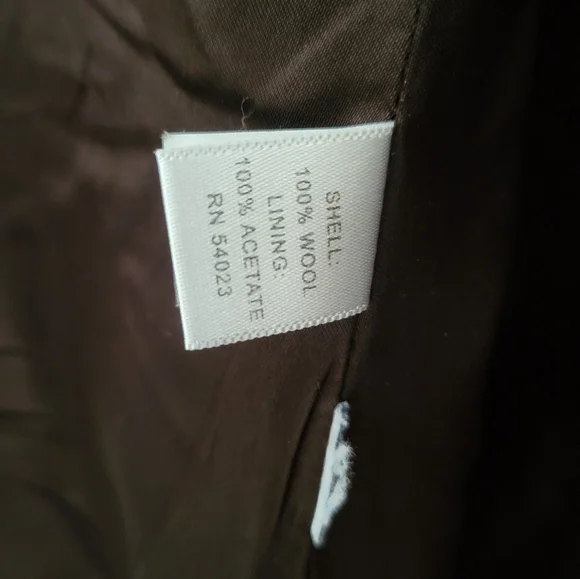 SHELL:
100% WOOL
LINING:
100% ACETATE
RN 54023